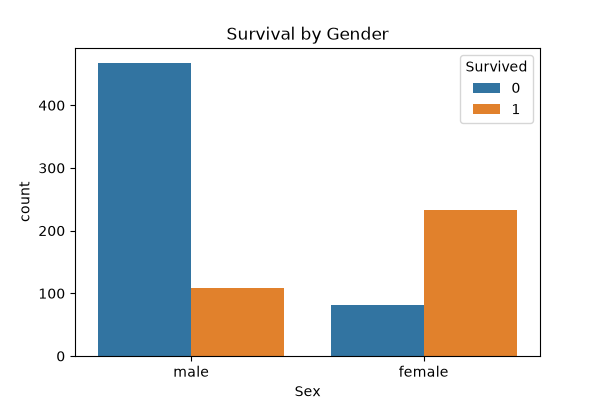 Survival by Gender
Survived
0
1
400
300
200
100
0
count
male female
Sex